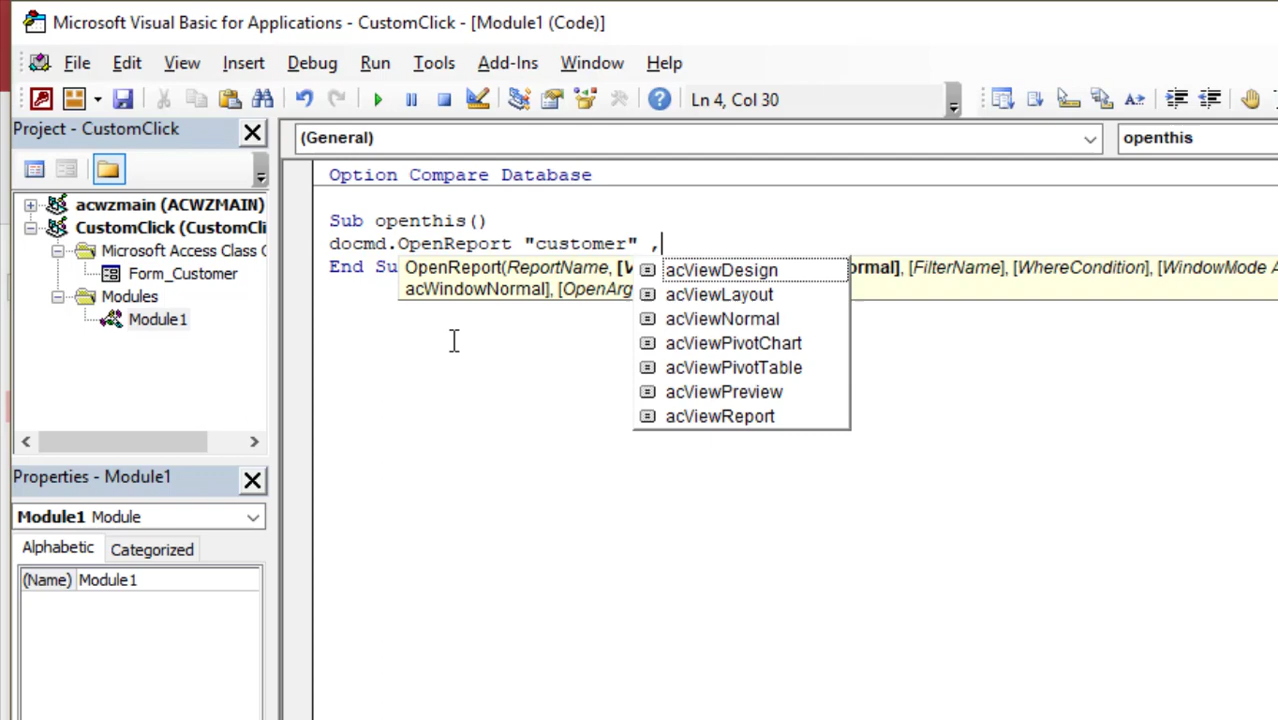 Microsoft Visual Basic for Applications - CustomClick - [Module1 (Code)]
File Edit View Insert Debug Run Tools Add-Ins Window Help
Ln 4, Col 30
Project - CustomClick
(General)
openthis
acwzmain (ACWZMAIN)
CustomClick (CustomCli
Microsoft Access Class O
Form_Customer
Modules
Module1
Option Compare Database
Sub openthis()
docmd.OpenReport "customer" ,
End Su
OpenReport(ReportName, [V
ormal], [FilterName], [WhereCondition], [WindowMode A
acWindowNormal], [OpenArg
acViewDesign
acViewLayout
acViewNormal
acViewPivotChart
acViewPivotTable
acViewPreview
acViewReport
Properties - Module1
Module1 Module
Alphabetic Categorized
(Name) Module1